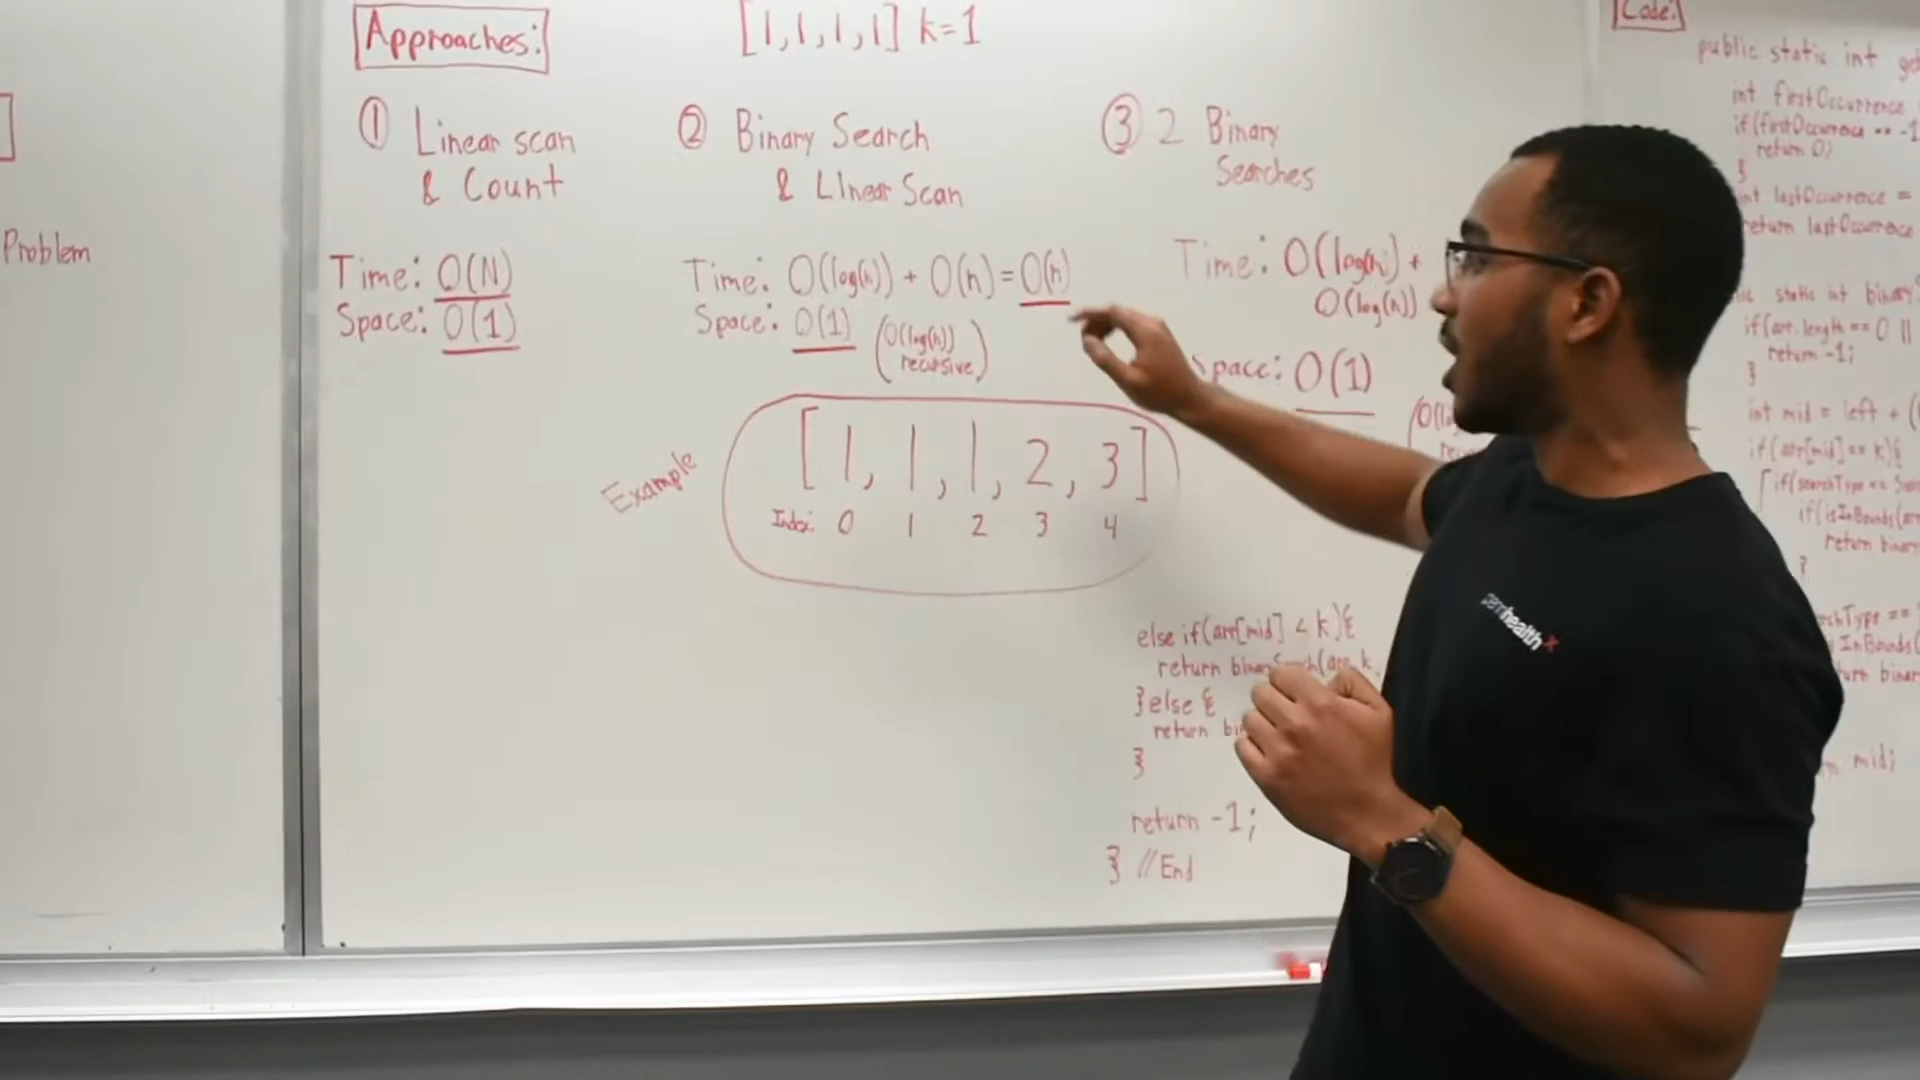 Approaches:
[1,1,1,1] k=1
① Linear scan
& Count
Time: O(N)
Space: O(1)
② Binary Search
& LInear Scan
Time: O(log(n)) + O(n) = O(n)
Space: O(1) (O(log(n))
recursive)
③ 2 Binary
Searches
Time: O(log(n) +
O(log(n))
Space: O(1)
Example
[1, 1, 1, 2, 3]
Index: 0 1 2 3 4
else if(arr[mid] < k){
return
}else {
return
}
return -1;
} //End
Problem
Code:
public static int
int firstOccurrence
if(firstOccurrence == -1
return 0;
}
int lastOccurrence =
return lastOccurrence
static int binary
if(arr.length == 0 ||
return -1;
}
int mid = left + (
if(arr[mid] == k){
if(searchType ==
if(isInBounds(
return
}
InBounds(
mid;
pennhealthx